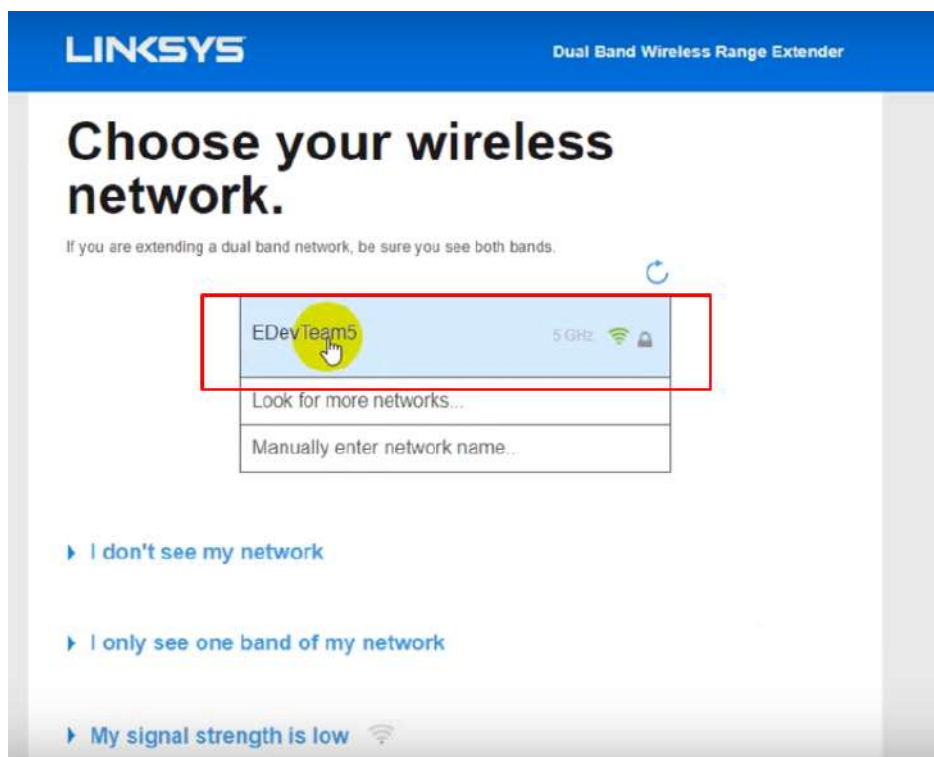 LINKSYS
Dual Band Wireless Range Extender
Choose your wireless
network.
If you are extending a dual band network, be sure you see both bands.
EDevTeam5 5 GHz
Look for more networks...
Manually enter network name...
I don't see my network
I only see one band of my network
My signal strength is low